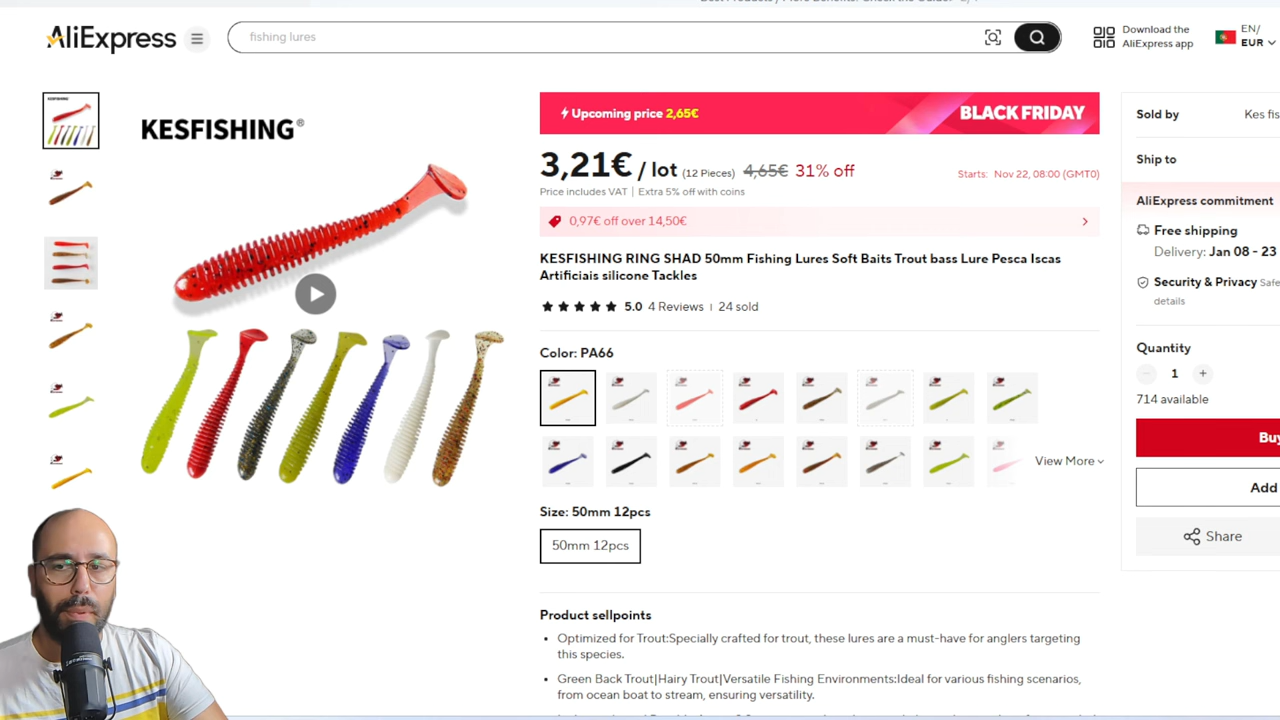 AliExpress
fishing lures
Download the
AliExpress app
EN/
EUR
KESFISHING®
Upcoming price 2,65€
BLACK FRIDAY
3,21€ / lot (12 Pieces) 4,65€ 31% off
Starts: Nov 22, 08:00 (GMT0)
Price includes VAT | Extra 5% off with coins
0,97€ off over 14,50€
KESFISHING RING SHAD 50mm Fishing Lures Soft Baits Trout bass Lure Pesca Iscas
Artificiais silicone Tackles
5.0 4 Reviews | 24 sold
Color: PA66
View More
Size: 50mm 12pcs
50mm 12pcs
Product sellpoints
• Optimized for Trout:Specially crafted for trout, these lures are a must-have for anglers targeting
this species.
• Green Back Trout|Hairy Trout|Versatile Fishing Environments:Ideal for various fishing scenarios,
from ocean boat to stream, ensuring versatility.
Sold by Kes fis
Ship to
AliExpress commitment
Free shipping
Delivery: Jan 08 - 23
Security & Privacy Safe
details
Quantity
- 1 +
714 available
Bu
Add
Share